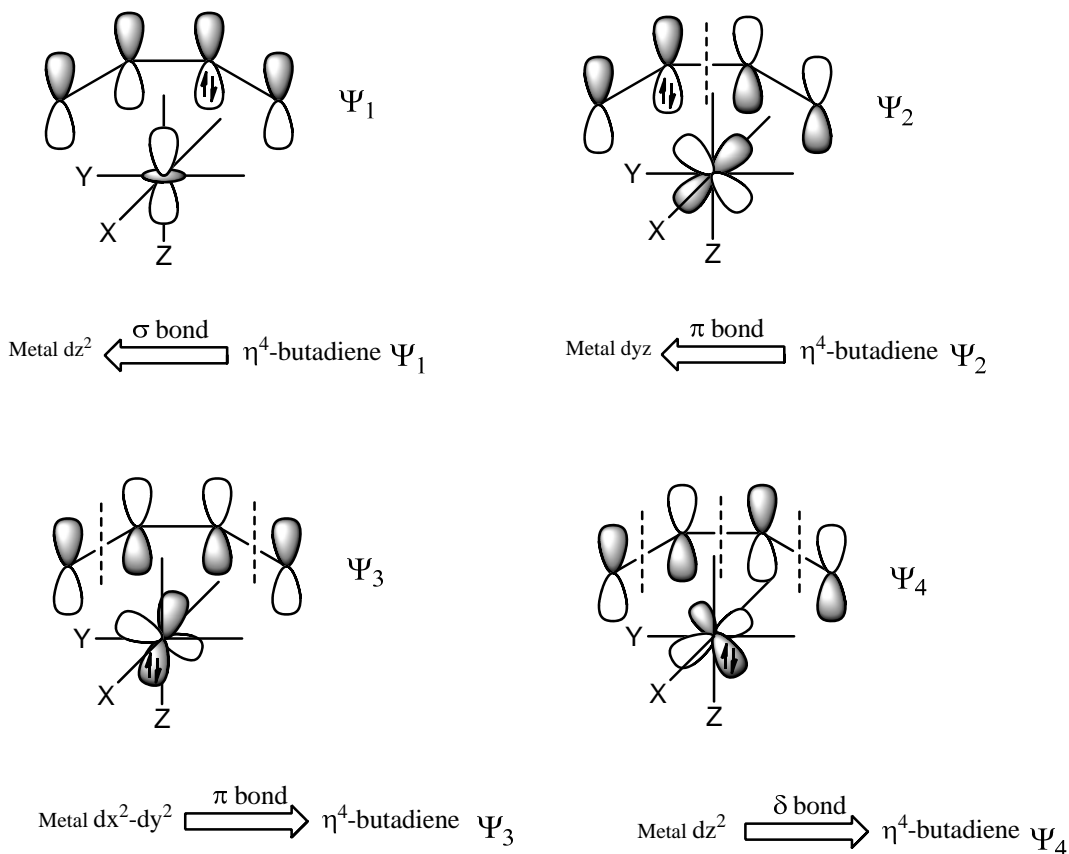 Ψ1
Y
X
Z
Ψ2
Y
X
Z
Metal dz2 σ bond η4-butadiene Ψ1
Metal dyz π bond η4-butadiene Ψ2
Ψ3
Y
X
Z
Ψ4
Y
X
Z
Metal dx2-dy2 π bond η4-butadiene Ψ3
Metal dz2 δ bond η4-butadiene Ψ4